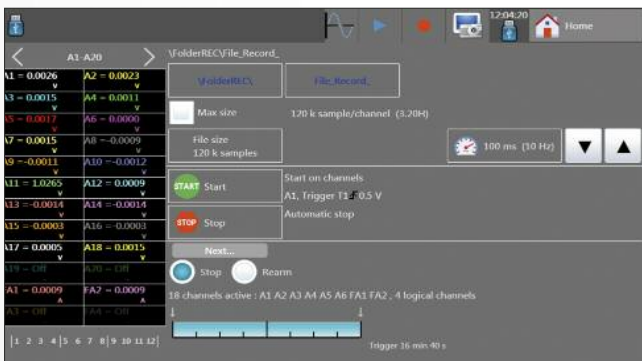 12:04:20
Home
A1-A20
\FolderREC\File_Record_
A1 = 0.0026 A2 = 0.0023
V V
\FolderREC\ File_Record_
A3 = 0.0015 A4 = 0.0011
V V
A5 = 0.0017 A6 = 0.0000
V V
Max size 120 k sample/channel (3.20H)
A7 = 0.0015 A8 =-0.0009
V V
File size
120 k samples
100 ms (10 Hz)
A9 =-0.0011 A10 =-0.0012
V V
A11 = 1.0265 A12 = 0.0009
V V
START Start
Start on channels
A1, Trigger T1 0.5 V
A13 =-0.0014 A14 =-0.0014
V V
A15 =-0.0003 A16 =-0.0003
V V
STOP Stop
Automatic stop
A17 = 0.0005 A18 = 0.0015
V V
Next...
A19 = Off A20 = Off
Stop Rearm
FA1 = 0.0009 FA2 = 0.0009
A A
18 channels active : A1 A2 A3 A4 A5 A6 FA1 FA2 , 4 logical channels
FA3 = Off FA4 = Off
1 2 3 4 5 6 7 8 9 10 11 12
Trigger 16 min 40 s